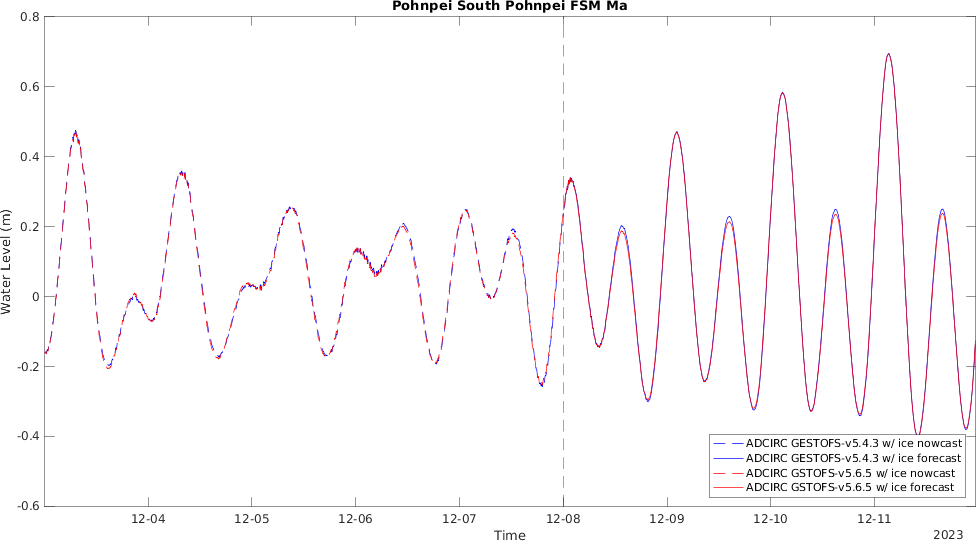 Pohnpei South Pohnpei FSM Ma
0.8
0.6
0.4
0.2
0
-0.2
-0.4
-0.6
Water Level (m)
12-04
12-05
12-06
12-07
12-08
12-09
12-10
12-11
Time
2023
ADCIRC GESTOFS-v5.4.3 w/ ice nowcast
ADCIRC GESTOFS-v5.4.3 w/ ice forecast
ADCIRC GSTOFS-v5.6.5 w/ ice nowcast
ADCIRC GSTOFS-v5.6.5 w/ ice forecast